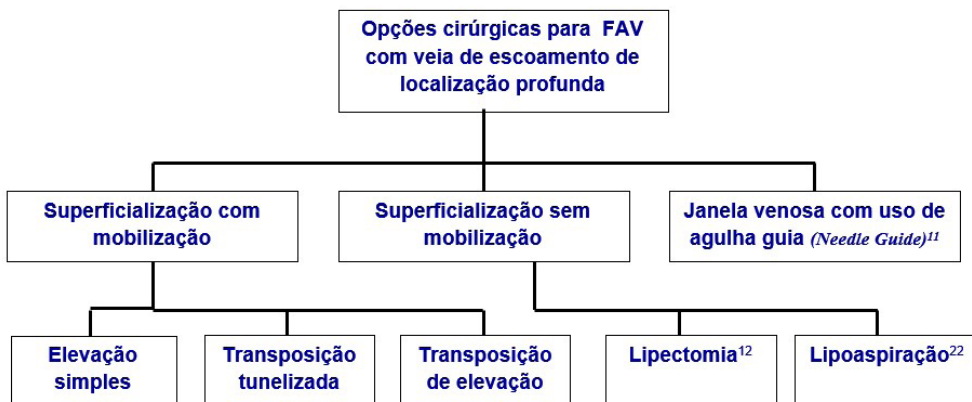 Opções cirúrgicas para FAV
com veia de escoamento de
localização profunda
Superficialização com
mobilização
Superficialização sem
mobilização
Janela venosa com uso de
agulha guia (Needle Guide)¹¹
Elevação
simples
Transposição
tunelizada
Transposição
de elevação
Lipectomia¹²
Lipoaspiração²²